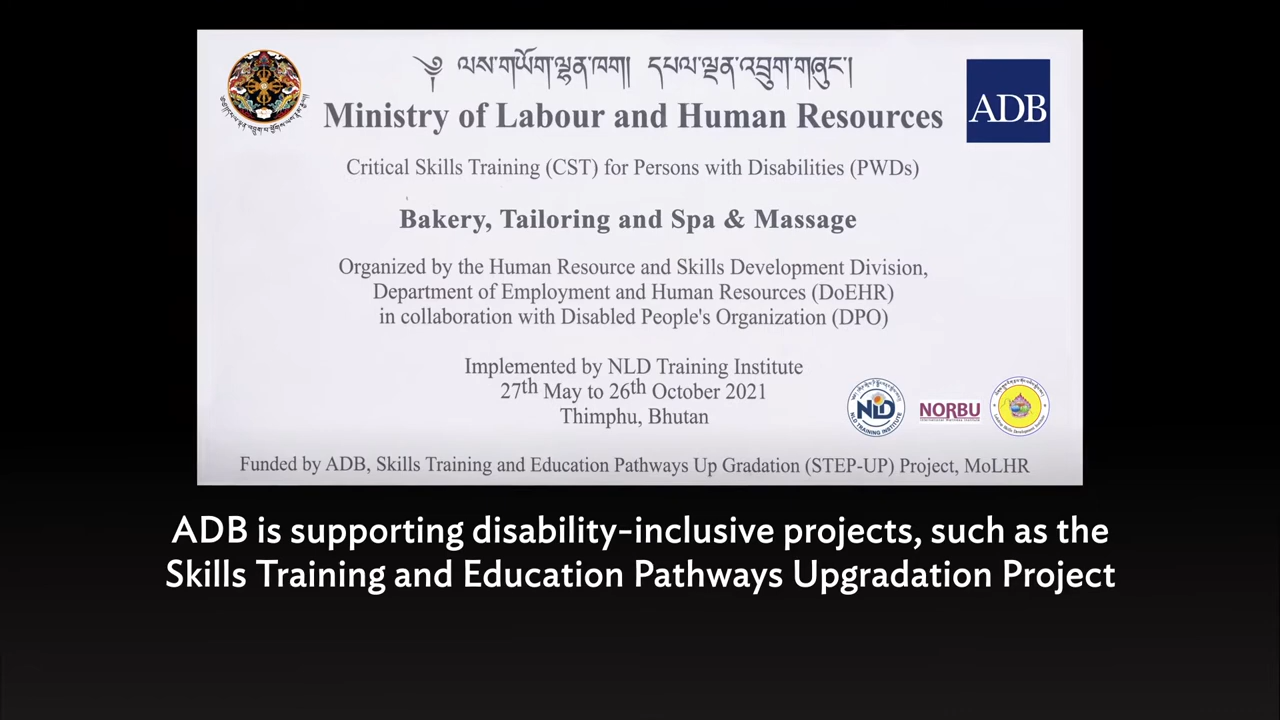 ༄ ལས་གཡོག་ལྷན་ཁག། དཔལ་ལྡན་འབྲུག་གཞུང་།
Ministry of Labour and Human Resources
ADB
Critical Skills Training (CST) for Persons with Disabilities (PWDs)
Bakery, Tailoring and Spa & Massage
Organized by the Human Resource and Skills Development Division,
Department of Employment and Human Resources (DoEHR)
in collaboration with Disabled People's Organization (DPO)
Implemented by NLD Training Institute
27th May to 26th October 2021
Thimphu, Bhutan
NLD
NLD TRAINING INSTITUTE
NORBU
Funded by ADB, Skills Training and Education Pathways Up Gradation (STEP-UP) Project, MoLHR
ADB is supporting disability-inclusive projects, such as the
Skills Training and Education Pathways Upgradation Project